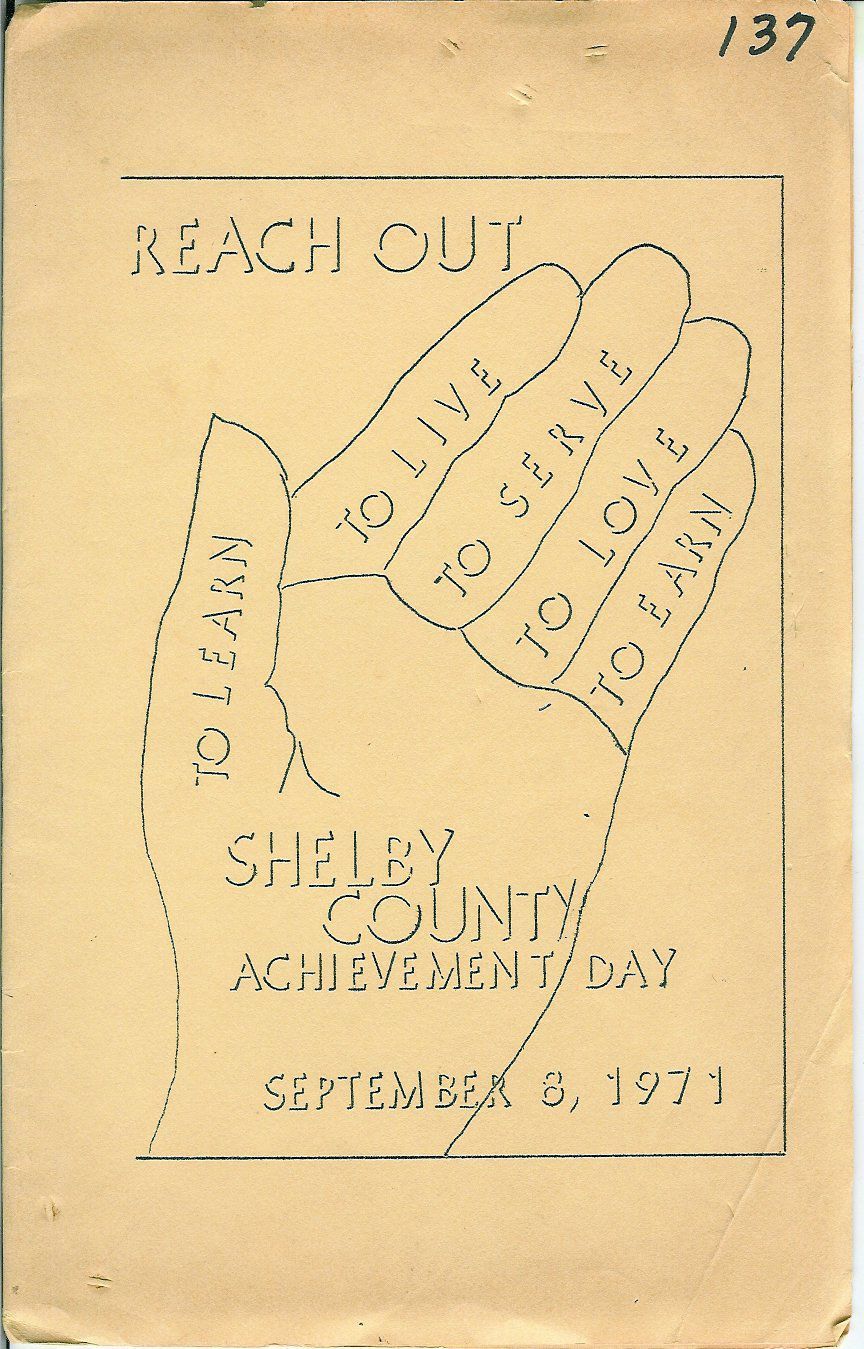 137
REACH OUT
TO LEARN
TO LIVE
TO SERVE
TO LOVE
TO EARN
SHELBY
COUNTY
ACHIEVEMENT DAY
SEPTEMBER 8, 1971